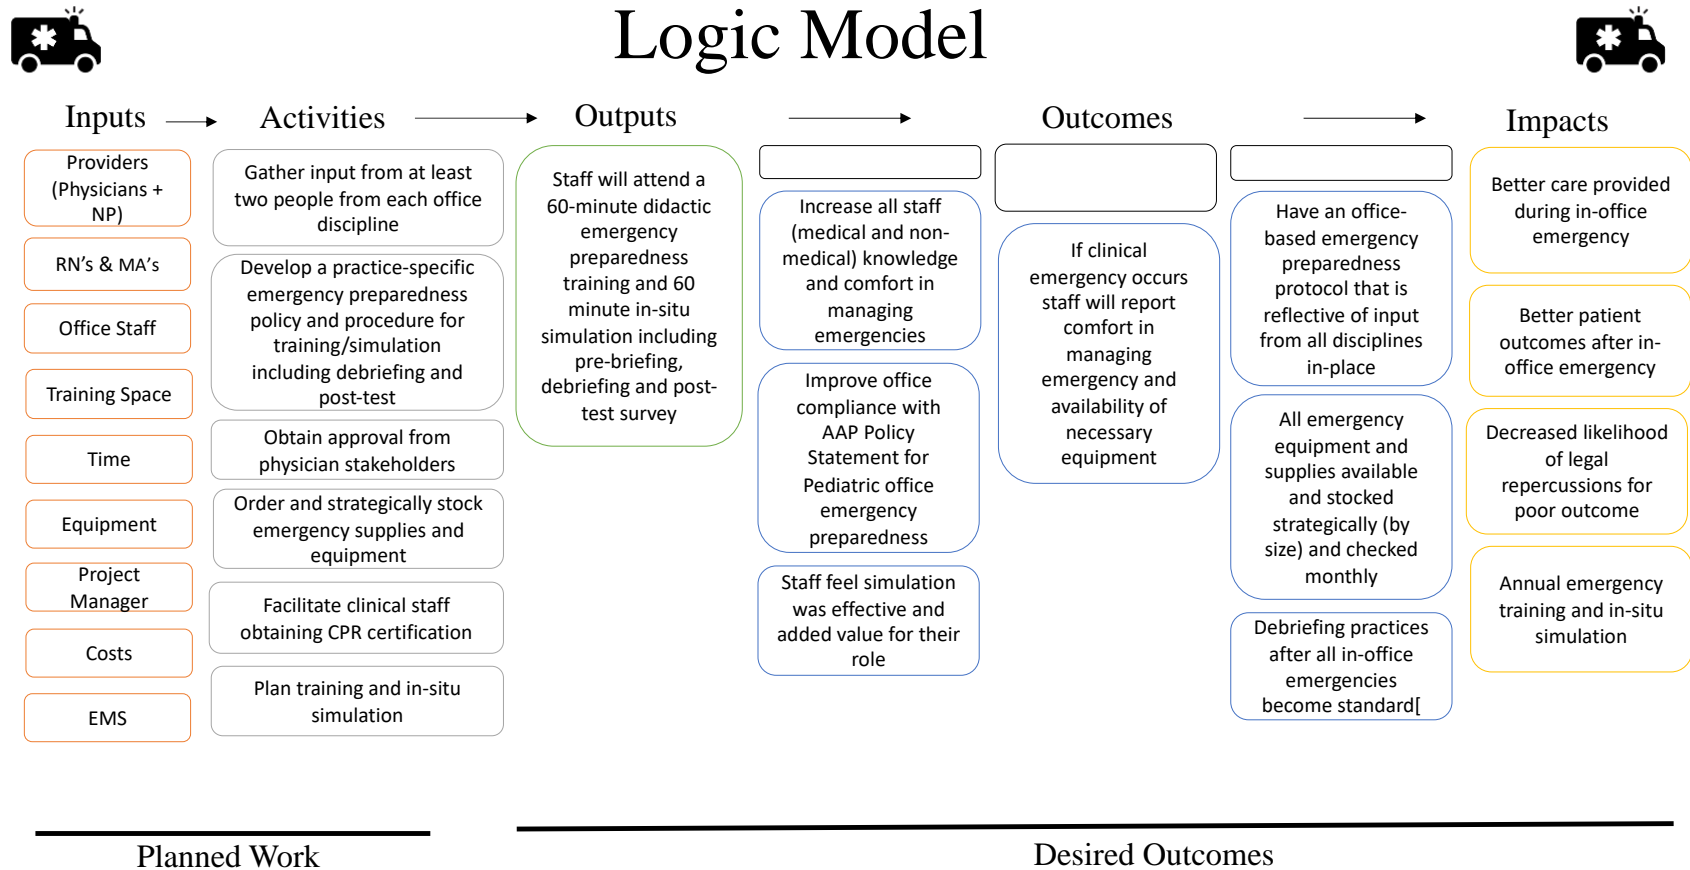 Logic Model
Inputs
Activities
Outputs
Outcomes
Impacts
Providers
(Physicians +
NP)
RN's & MA's
Office Staff
Training Space
Time
Equipment
Project
Manager
Costs
EMS
Gather input from at least
two people from each office
discipline
Develop a practice-specific
emergency preparedness
policy and procedure for
training/simulation
including debriefing and
post-test
Obtain approval from
physician stakeholders
Order and strategically stock
emergency supplies and
equipment
Facilitate clinical staff
obtaining CPR certification
Plan training and in-situ
simulation
Staff will attend a
60-minute didactic
emergency
preparedness
training and 60
minute in-situ
simulation including
pre-briefing,
debriefing and post-
test survey
Increase all staff
(medical and non-
medical) knowledge
and comfort in
managing
emergencies
Improve office
compliance with
AAP Policy
Statement for
Pediatric office
emergency
preparedness
Staff feel simulation
was effective and
added value for their
role
If clinical
emergency occurs
staff will report
comfort in
managing
emergency and
availability of
necessary
equipment
Have an office-
based emergency
preparedness
protocol that is
reflective of input
from all disciplines
in-place
All emergency
equipment and
supplies available
and stocked
strategically (by
size) and checked
monthly
Debriefing practices
after all in-office
emergencies
become standard[
Better care provided
during in-office
emergency
Better patient
outcomes after in-
office emergency
Decreased likelihood
of legal
repercussions for
poor outcome
Annual emergency
training and in-situ
simulation
Planned Work
Desired Outcomes